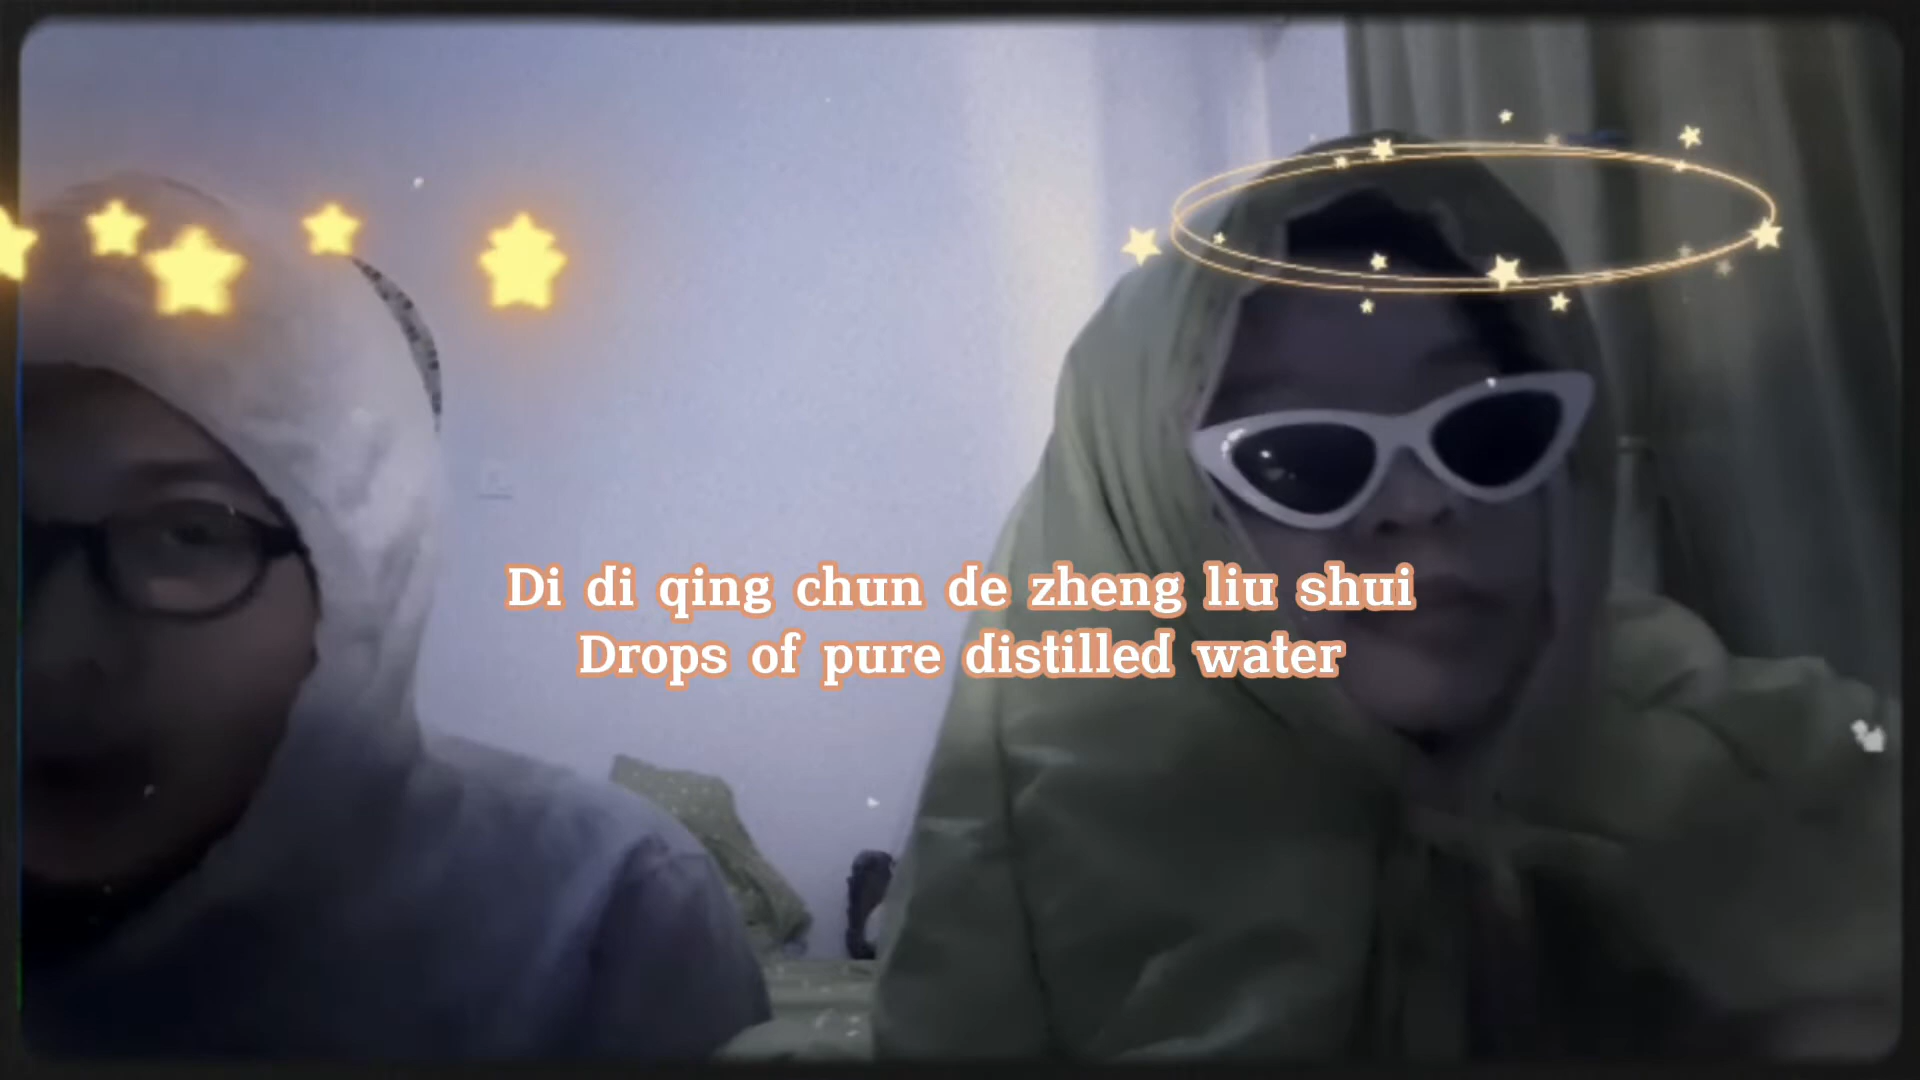 Di di qing chun de zheng liu shui
Drops of pure distilled water